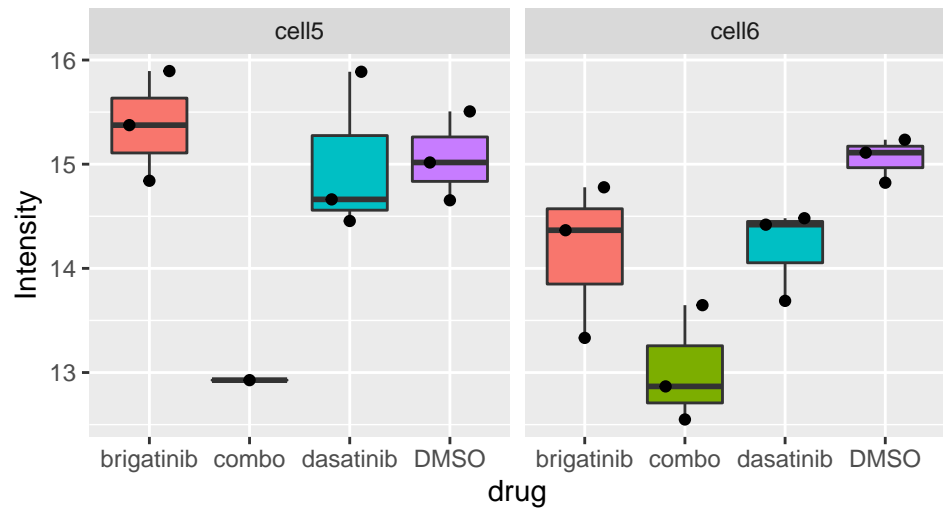 cell5 cell6
16
15
14
13
Intensity
brigatinib combo dasatinib DMSO brigatinib combo dasatinib DMSO
drug